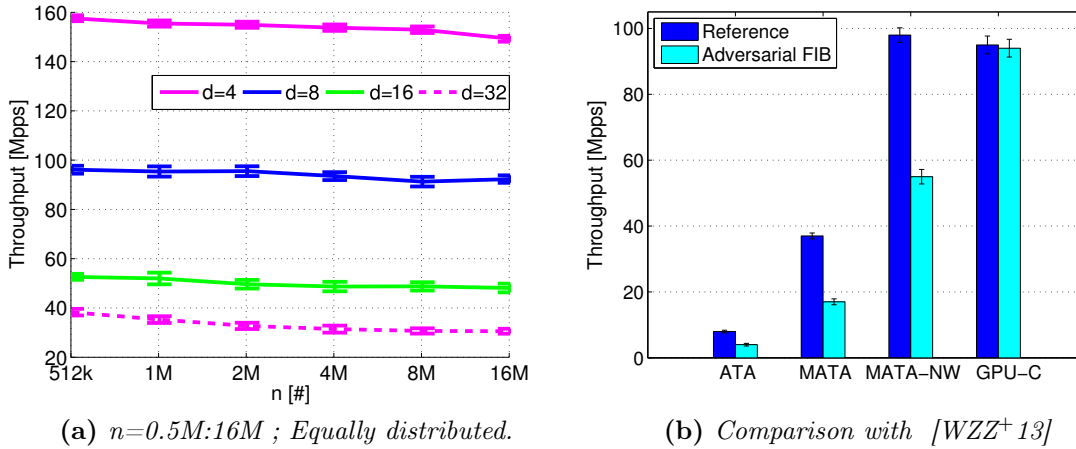 160
140
120
100
80
60
40
20
Throughput [Mpps]
d=4 d=8 d=16 d=32
512k 1M 2M 4M 8M 16M
n [#]
(a) n=0.5M:16M ; Equally distributed.
100
80
60
40
20
0
Throughput [Mpps]
Reference
Adversarial FIB
ATA MATA MATA−NW GPU−C
(b) Comparison with [WZZ+13]